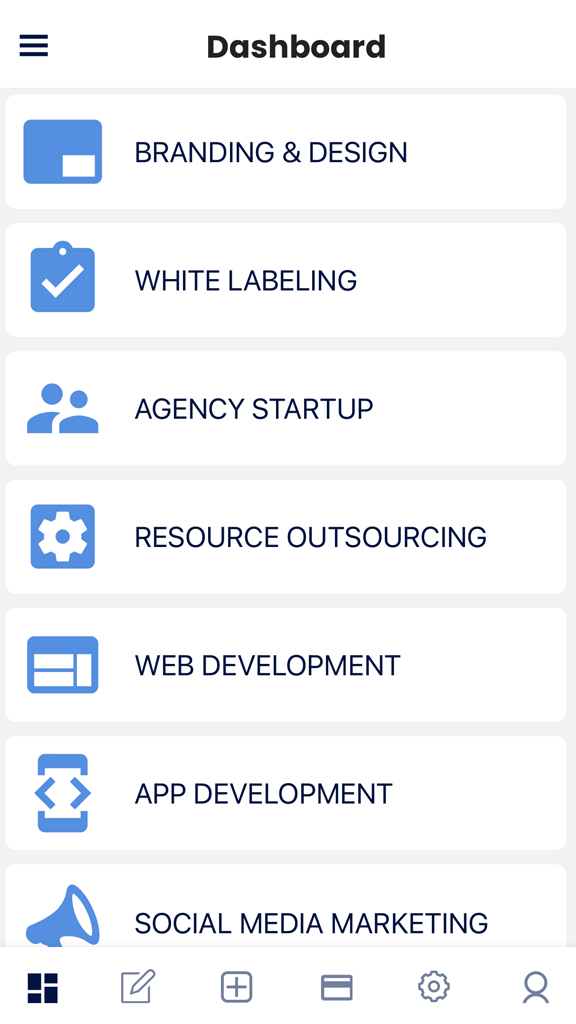 Dashboard
BRANDING & DESIGN
WHITE LABELING
AGENCY STARTUP
RESOURCE OUTSOURCING
WEB DEVELOPMENT
APP DEVELOPMENT
SOCIAL MEDIA MARKETING